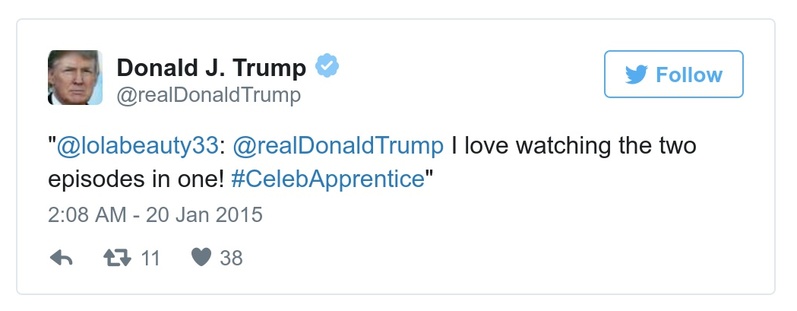 Donald J. Trump
@realDonaldTrump
Follow
"@lolabeauty33: @realDonaldTrump I love watching the two
episodes in one! #CelebApprentice"
2:08 AM - 20 Jan 2015
11 38